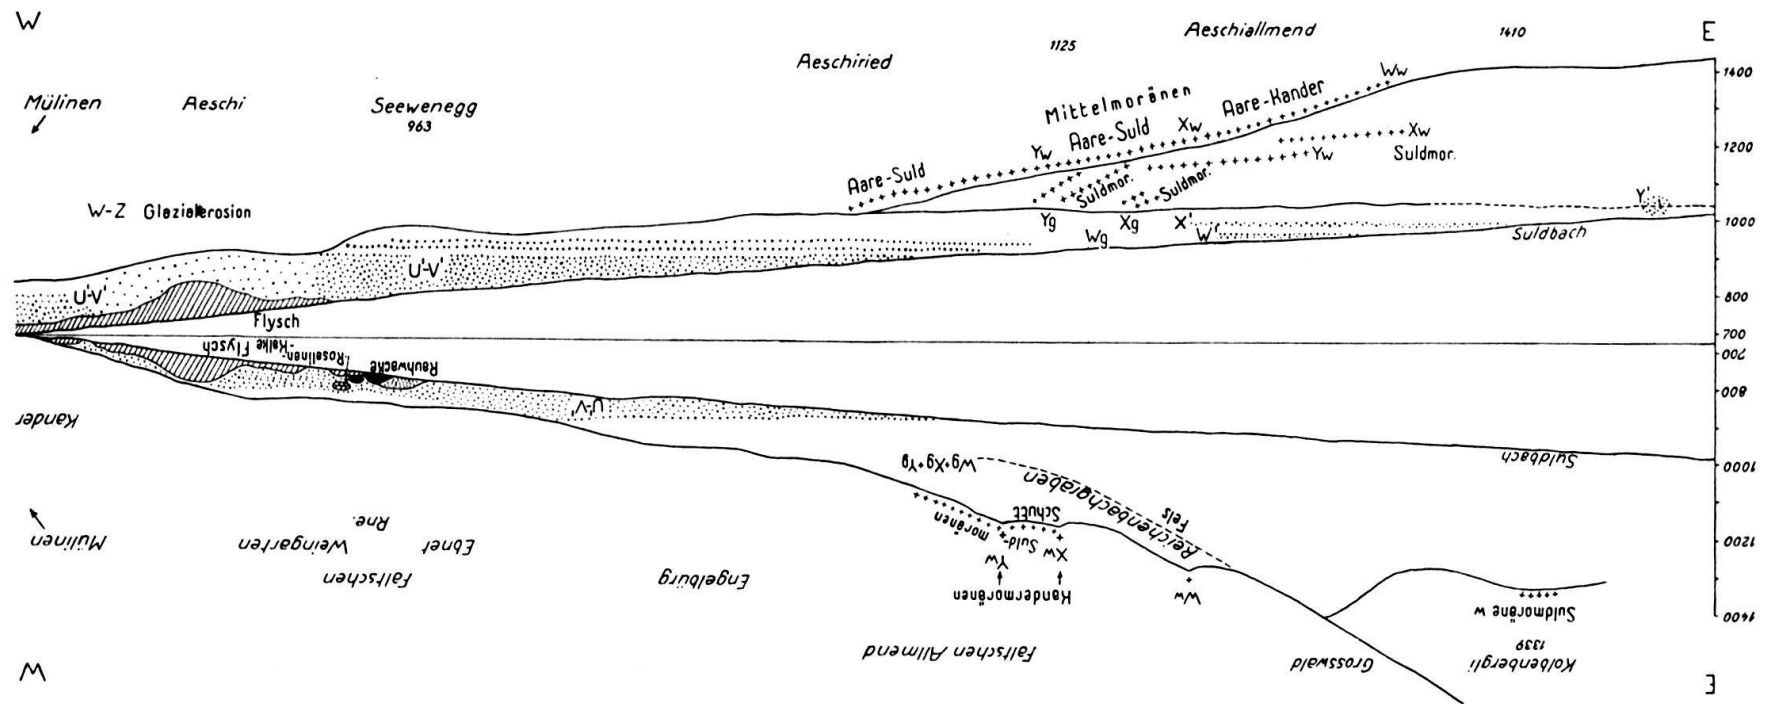 W
E
Aeschiallmend
1410
1125
Aeschiried
Ww
1400
Mülinen
Aeschi
Seewenegg
963
Mittelmoränen
Aare-Kander
Xw
Aare-Suld
Yw
Xw
1200
Yw
Suldmor.
Aare-Suld
Suldmor.
Suldmor.
W-Z Glazialerosion
Y'
Yg
Xg
X'
1000
Wg
W'
Suldbach
U'-V'
U'-V'
800
Flysch
700
Kalke Flysch
Roselinen-
Rauhwacke
700
800
U'-V'
Kander
Suldbach
1000
Wg+Xg+Yg
Reichenbachgraben
Fels
Schutt
Suld-
moränen
Mülinen
Rne.
Weingarten
Ebnet
Faltschen
1200
Xw
Yw
Engelbürg
Kandermoränen
Ww
Suldmoräne w
1400
Faltschen Allmend
Grosswald
1339
Kolbenbergli
W
E